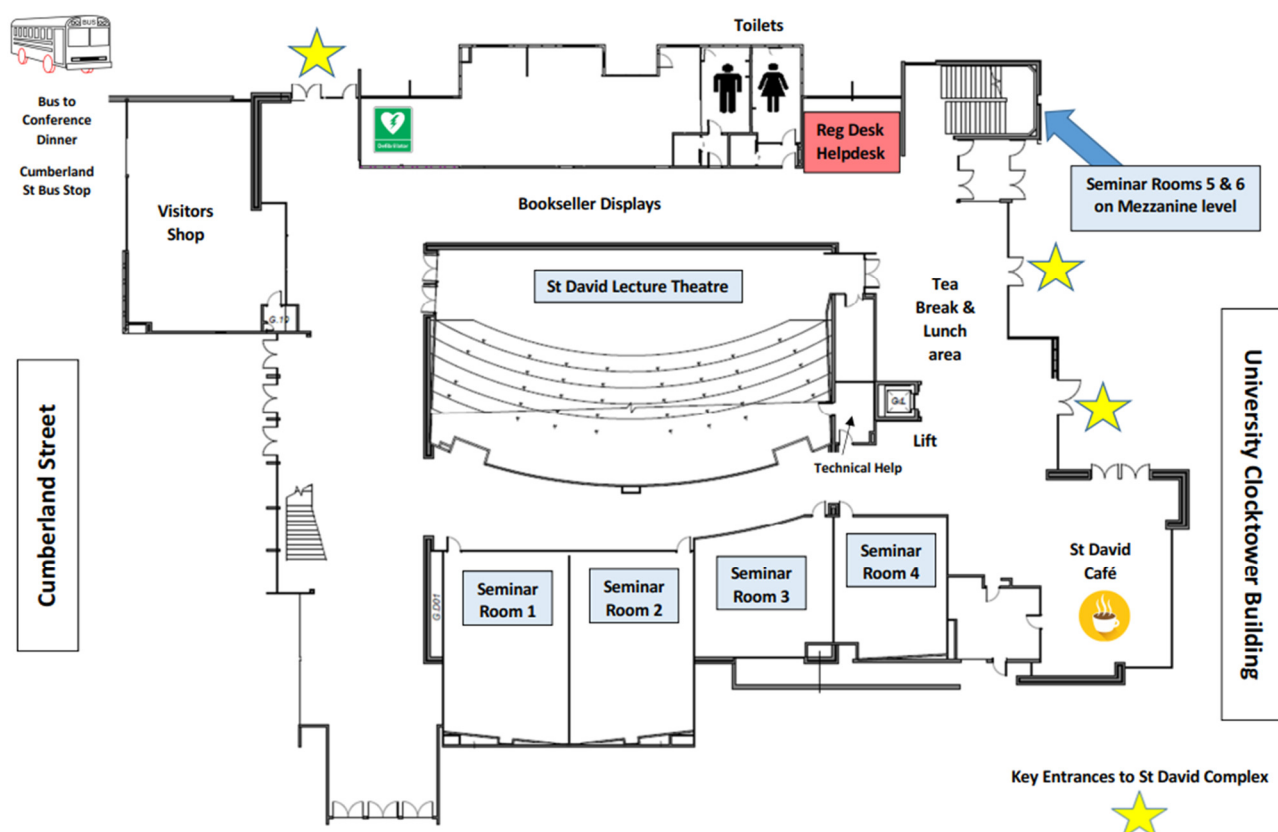 BUS
Bus to
Conference
Dinner
Cumberland
St Bus Stop
Toilets
Reg Desk
Helpdesk
Seminar Rooms 5 & 6
on Mezzanine level
Visitors
Shop
Bookseller Displays
St David Lecture Theatre
Tea
Break &
Lunch
area
G.10
Cumberland Street
University Clocktower Building
Lift
Technical Help
Seminar
Room 1
Seminar
Room 2
Seminar
Room 3
Seminar
Room 4
St David
Café
G.D01
Key Entrances to St David Complex